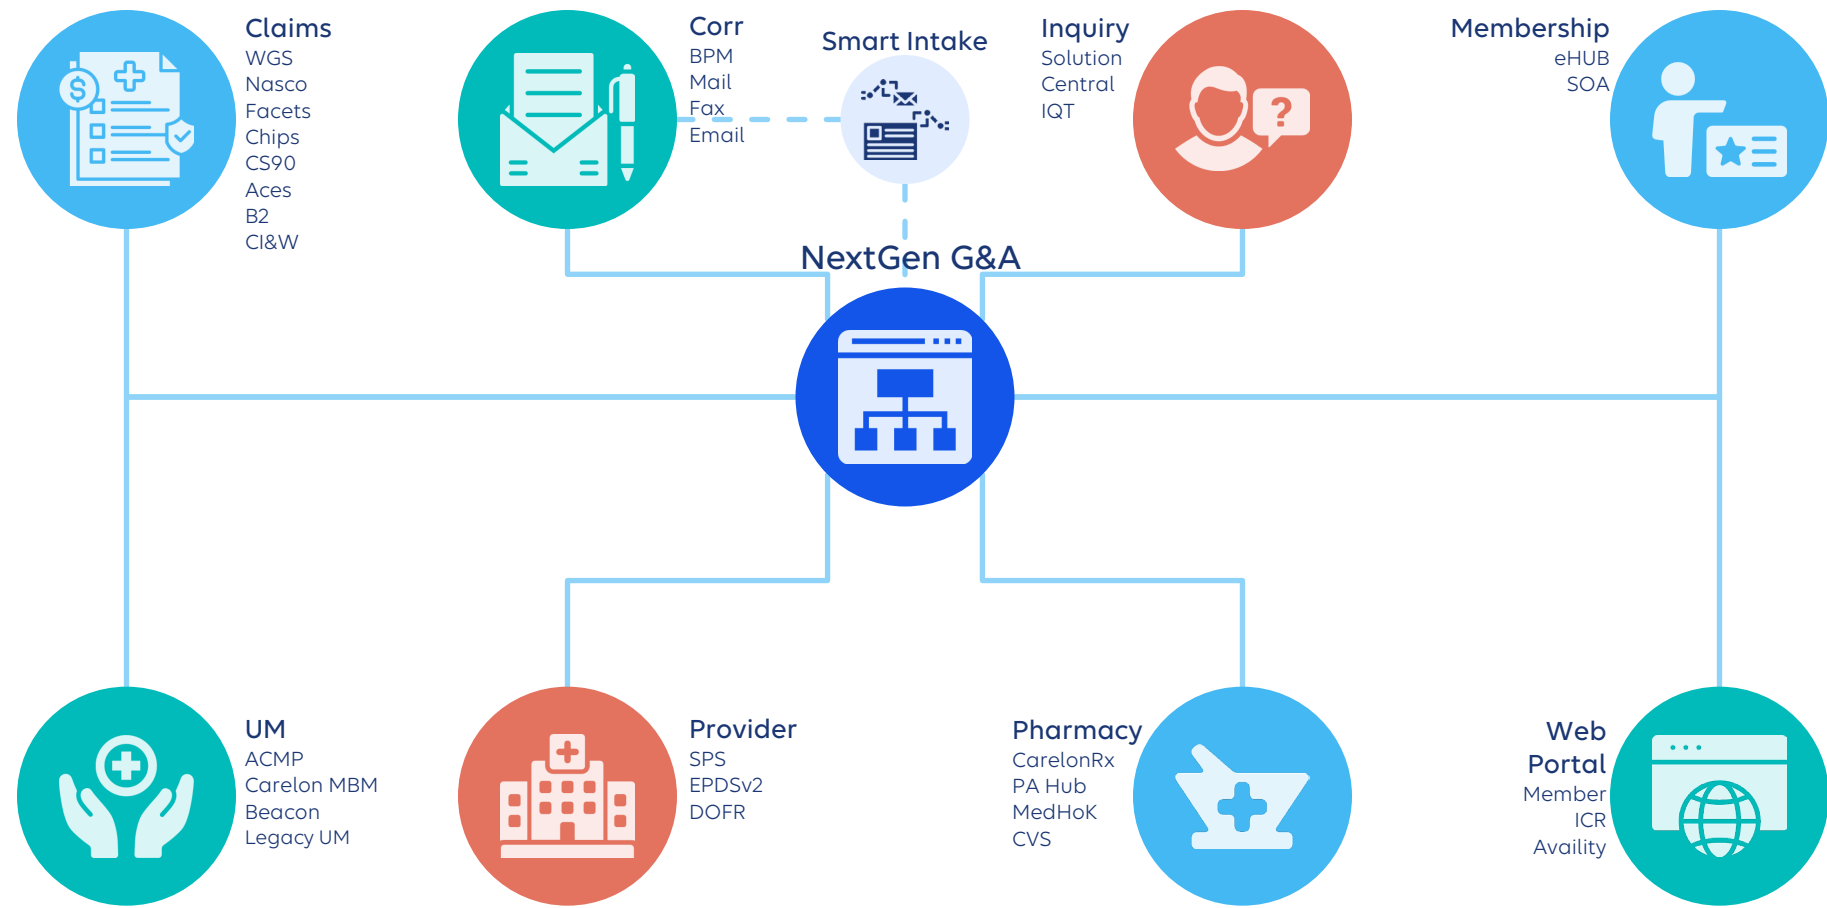 Claims
WGS
Nasco
Facets
Chips
CS90
Aces
B2
CI&W
Corr
BPM
Mail
Fax
Email
Smart Intake
Inquiry
Solution
Central
IQT
Membership
eHUB
SOA
NextGen G&A
UM
ACMP
Carelon MBM
Beacon
Legacy UM
Provider
SPS
EPDSv2
DOFR
Pharmacy
CarelonRx
PA Hub
MedHoK
CVS
Web
Portal
Member
ICR
Availity